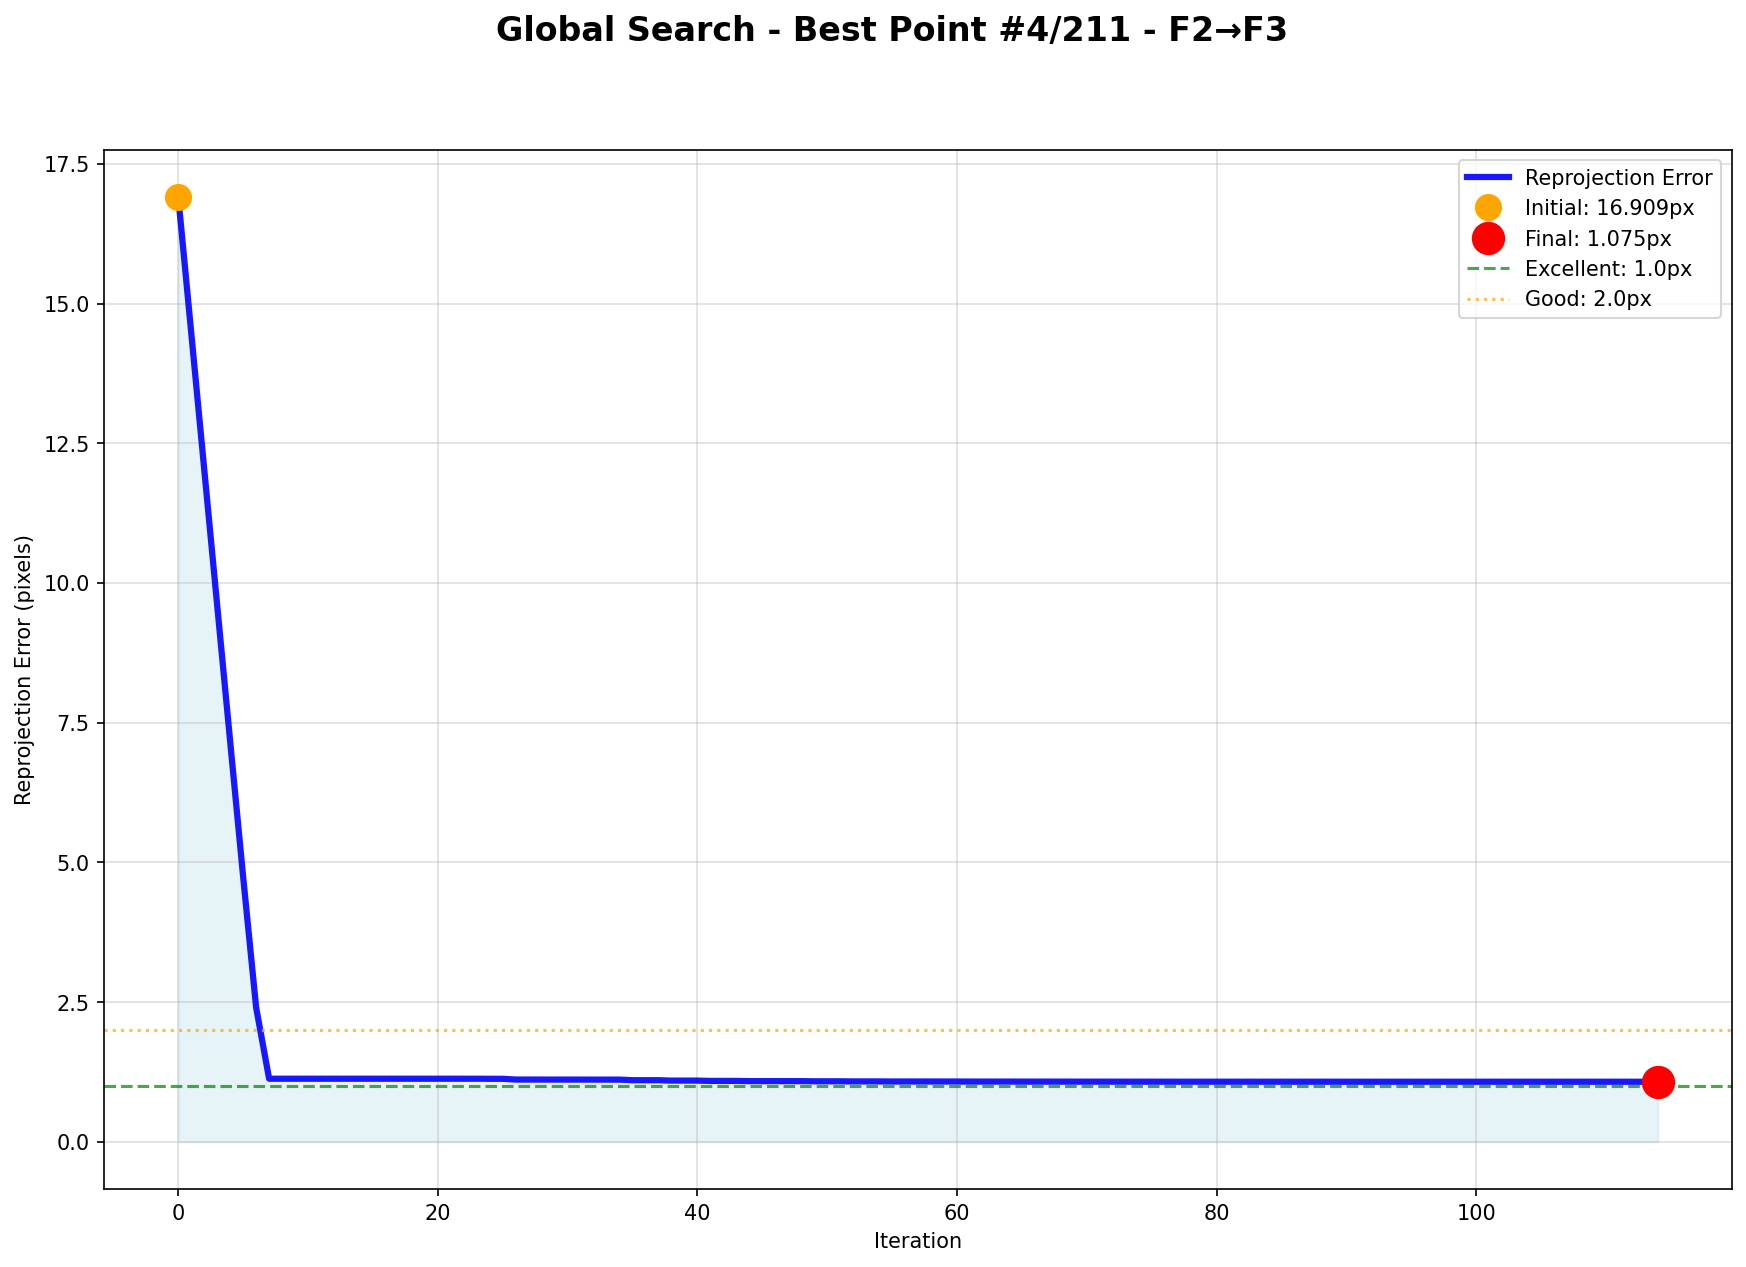 Global Search - Best Point #4/211 - F2→F3
17.5
15.0
12.5
10.0
7.5
5.0
2.5
0.0
Reprojection Error (pixels)
Reprojection Error
Initial: 16.909px
Final: 1.075px
Excellent: 1.0px
Good: 2.0px
0 20 40 60 80 100
Iteration